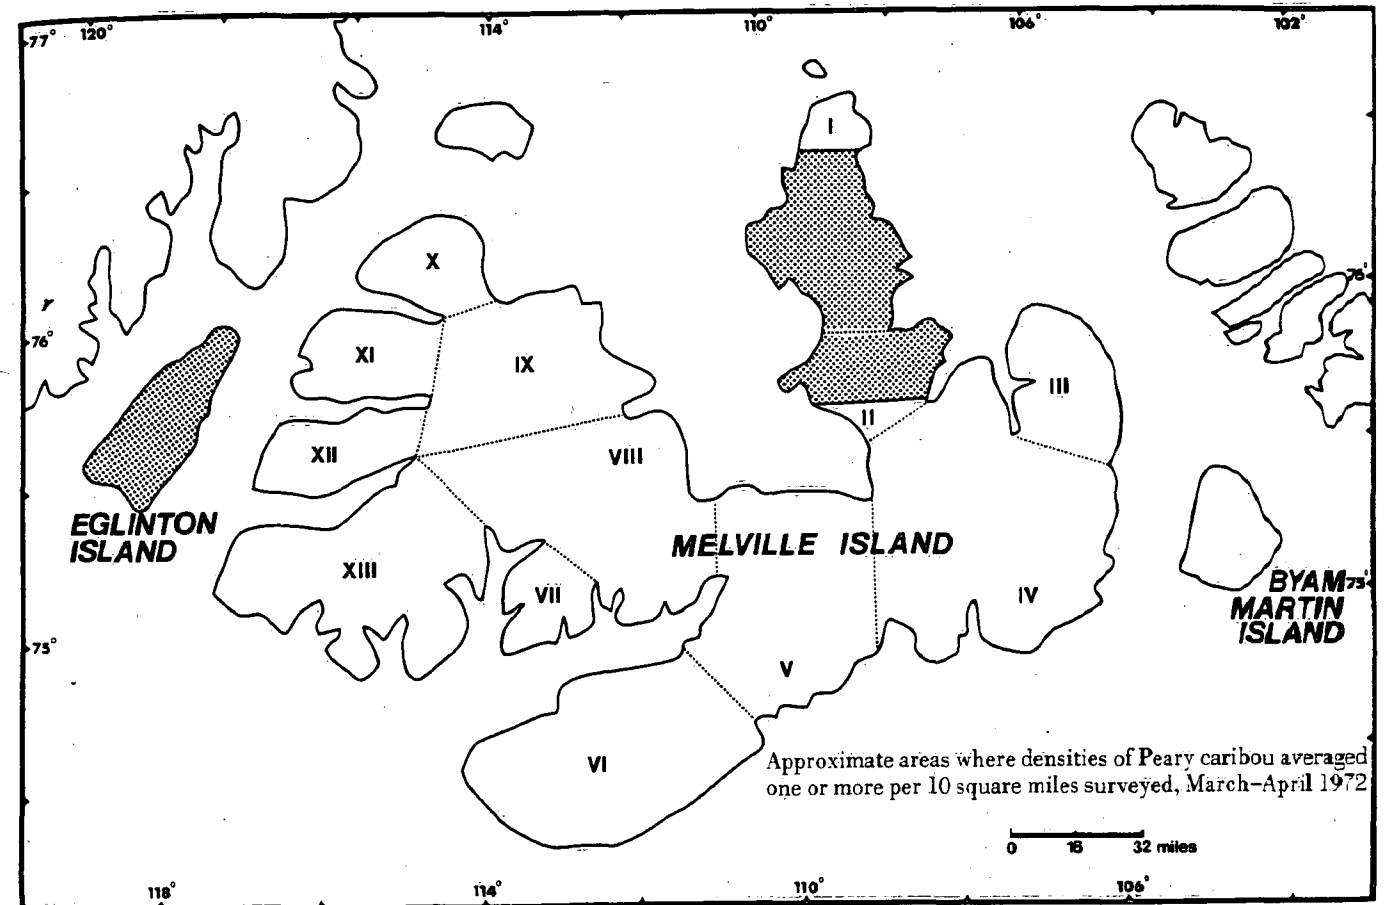 120° 114° 110° 106° 102°
77°
I
X
76°
XI IX III
II
XII VIII
EGLINTON
ISLAND
MELVILLE ISLAND
XIII VII IV
BYAM
MARTIN
ISLAND
75°
V
VI
Approximate areas where densities of Peary caribou averaged
one or more per 10 square miles surveyed, March–April 1972
0 16 32 miles
118° 114° 110° 106°